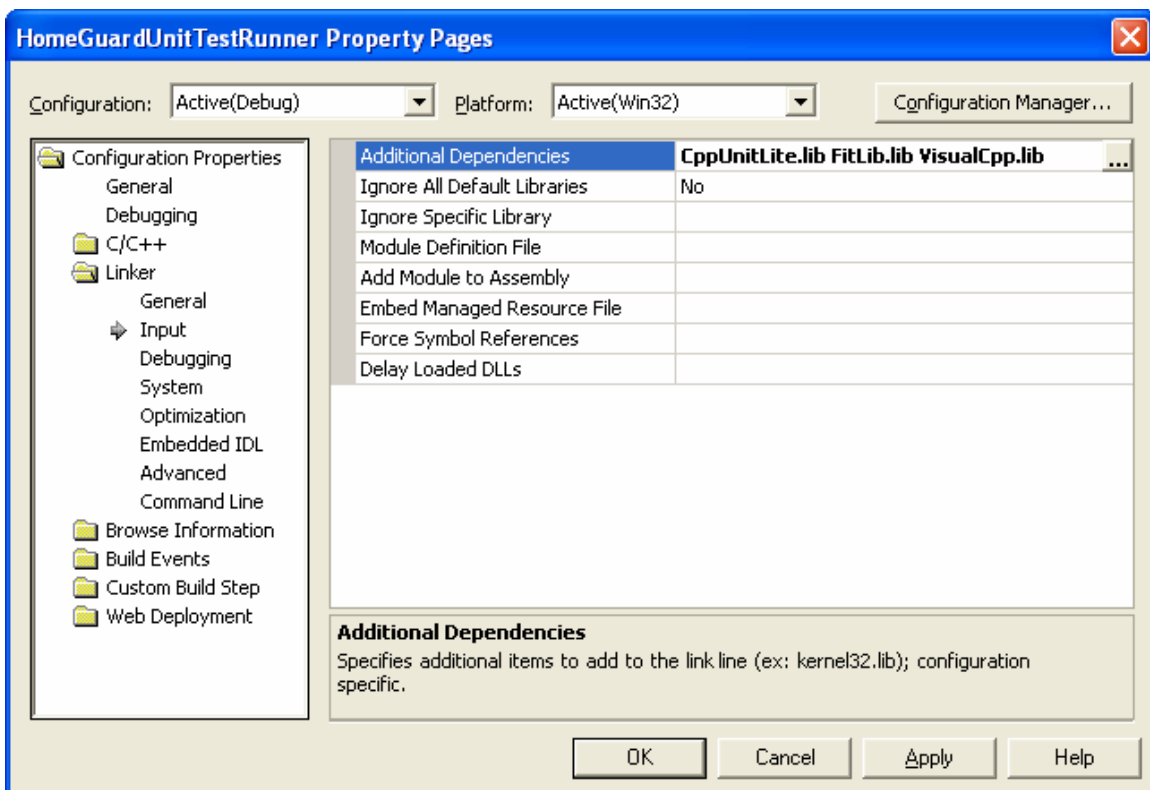 HomeGuardUnitTestRunner Property Pages
Configuration: Active(Debug) Platform: Active(Win32) Configuration Manager...
Configuration Properties
General
Debugging
C/C++
Linker
General
Input
Debugging
System
Optimization
Embedded IDL
Advanced
Command Line
Browse Information
Build Events
Custom Build Step
Web Deployment
Additional Dependencies CppUnitLite.lib FitLib.lib VisualCpp.lib ...
Ignore All Default Libraries No
Ignore Specific Library
Module Definition File
Add Module to Assembly
Embed Managed Resource File
Force Symbol References
Delay Loaded DLLs
Additional Dependencies
Specifies additional items to add to the link line (ex: kernel32.lib); configuration
specific.
OK Cancel Apply Help